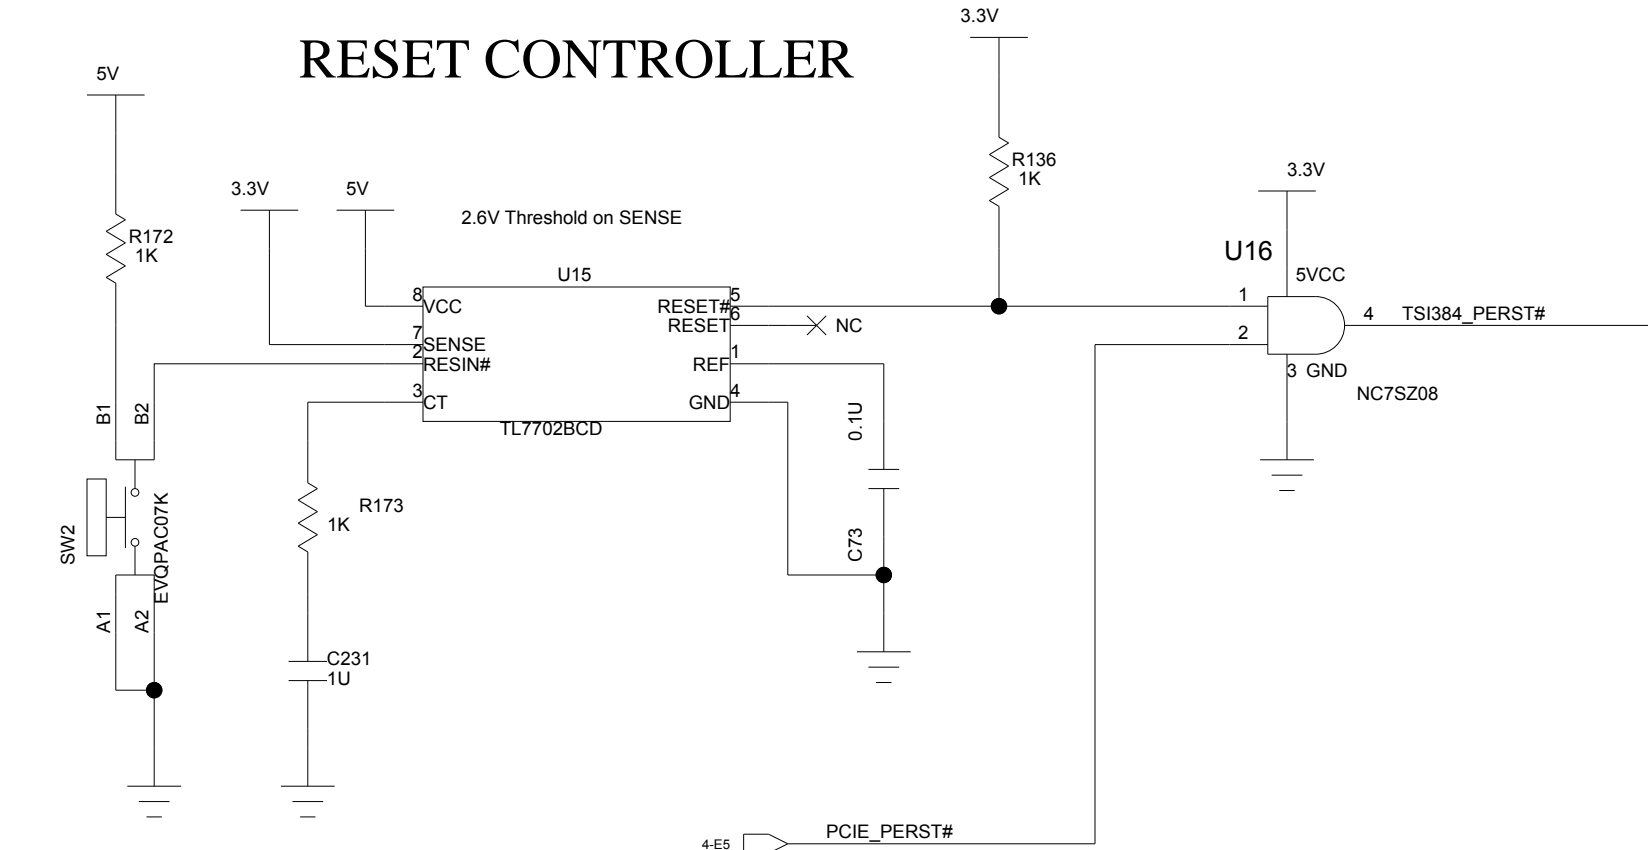 3.3V
RESET CONTROLLER
5V
R136
1K
3.3V
3.3V
5V
2.6V Threshold on SENSE
R172
1K
U16
U15
5VCC
8
VCC
RESET#
5
1
6
RESET
NC
4
TSI384_PERST#
7
SENSE
2
2
RESIN#
REF
1
3 GND
3
CT
GND
4
NC7SZ08
B1
B2
0.1U
TL7702BCD
R173
1K
SW2
EVQPAC07K
C73
A1
A2
C231
1U
PCIE_PERST#
4-E5